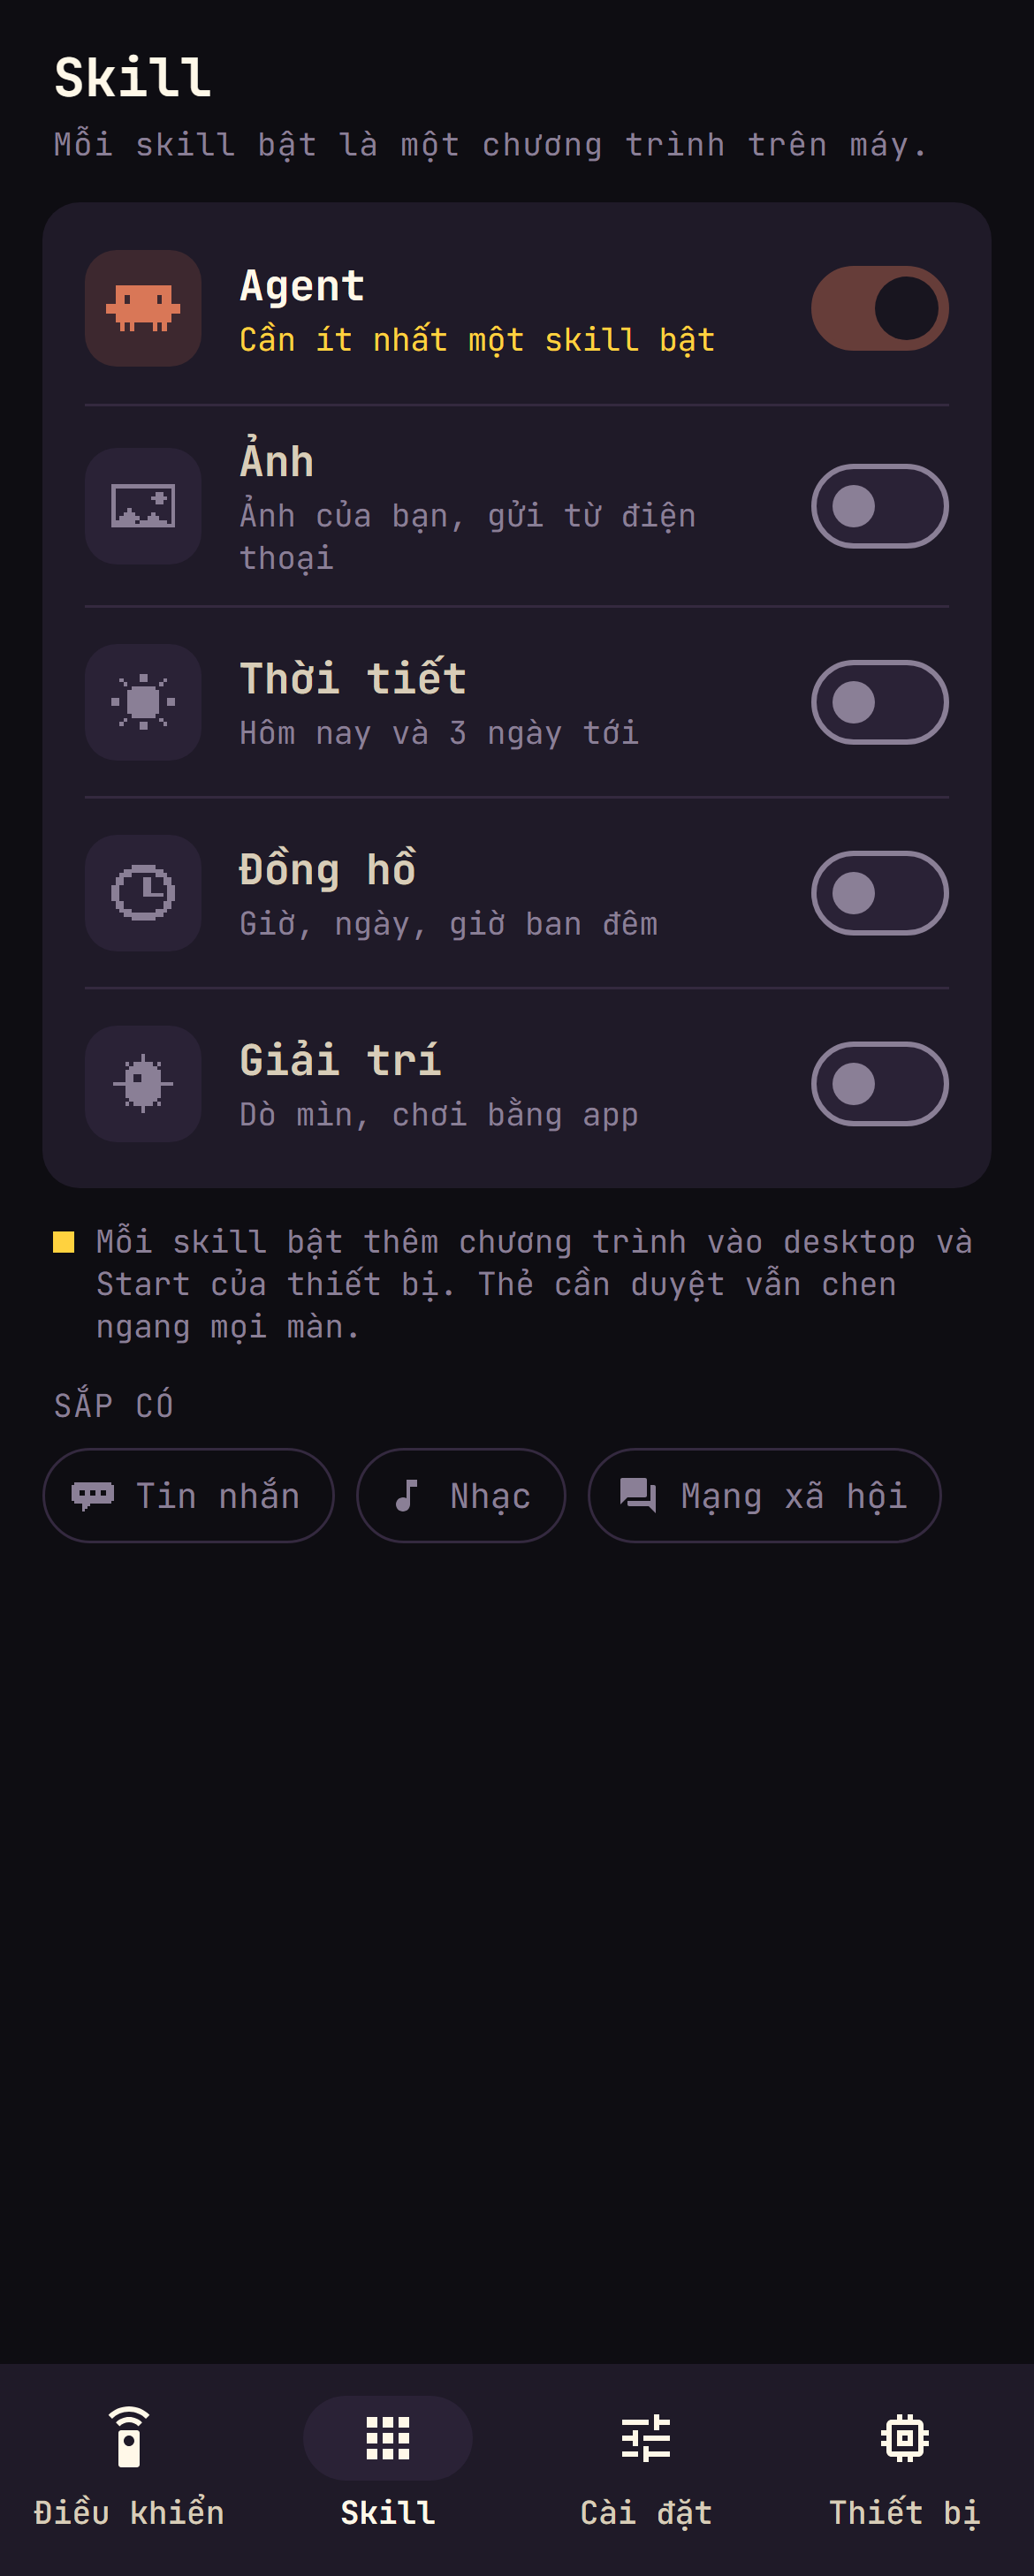 Skill
Mỗi skill bật là một chương trình trên máy.
Agent
Cần ít nhất một skill bật
Ảnh
Ảnh của bạn, gửi từ điện
thoại
Thời tiết
Hôm nay và 3 ngày tới
Đồng hồ
Giờ, ngày, giờ ban đêm
Giải trí
Dò mìn, chơi bằng app
Mỗi skill bật thêm chương trình vào desktop và
Start của thiết bị. Thẻ cần duyệt vẫn chen
ngang mọi màn.
SẮP CÓ
Tin nhắn
Nhạc
Mạng xã hội
Điều khiển
Skill
Cài đặt
Thiết bị